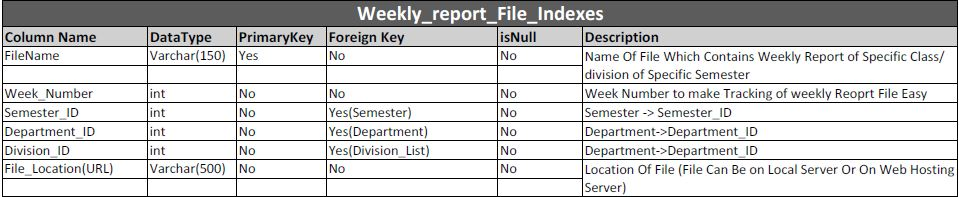 Weekly_report_File_Indexes
Column Name DataType PrimaryKey Foreign Key isNull Description
FileName Varchar(150) Yes No No Name Of File Which Contains Weekly Report of Specific Class/
division of Specific Semester
Week_Number int No No No Week Number to make Tracking of weekly Reoprt File Easy
Semester_ID int No Yes(Semester) No Semester -> Semester_ID
Department_ID int No Yes(Department) No Department->Department_ID
Division_ID int No Yes(Division_List) No Department->Department_ID
File_Location(URL) Varchar(500) No No No Location Of File (File Can Be on Local Server Or On Web Hosting
Server)